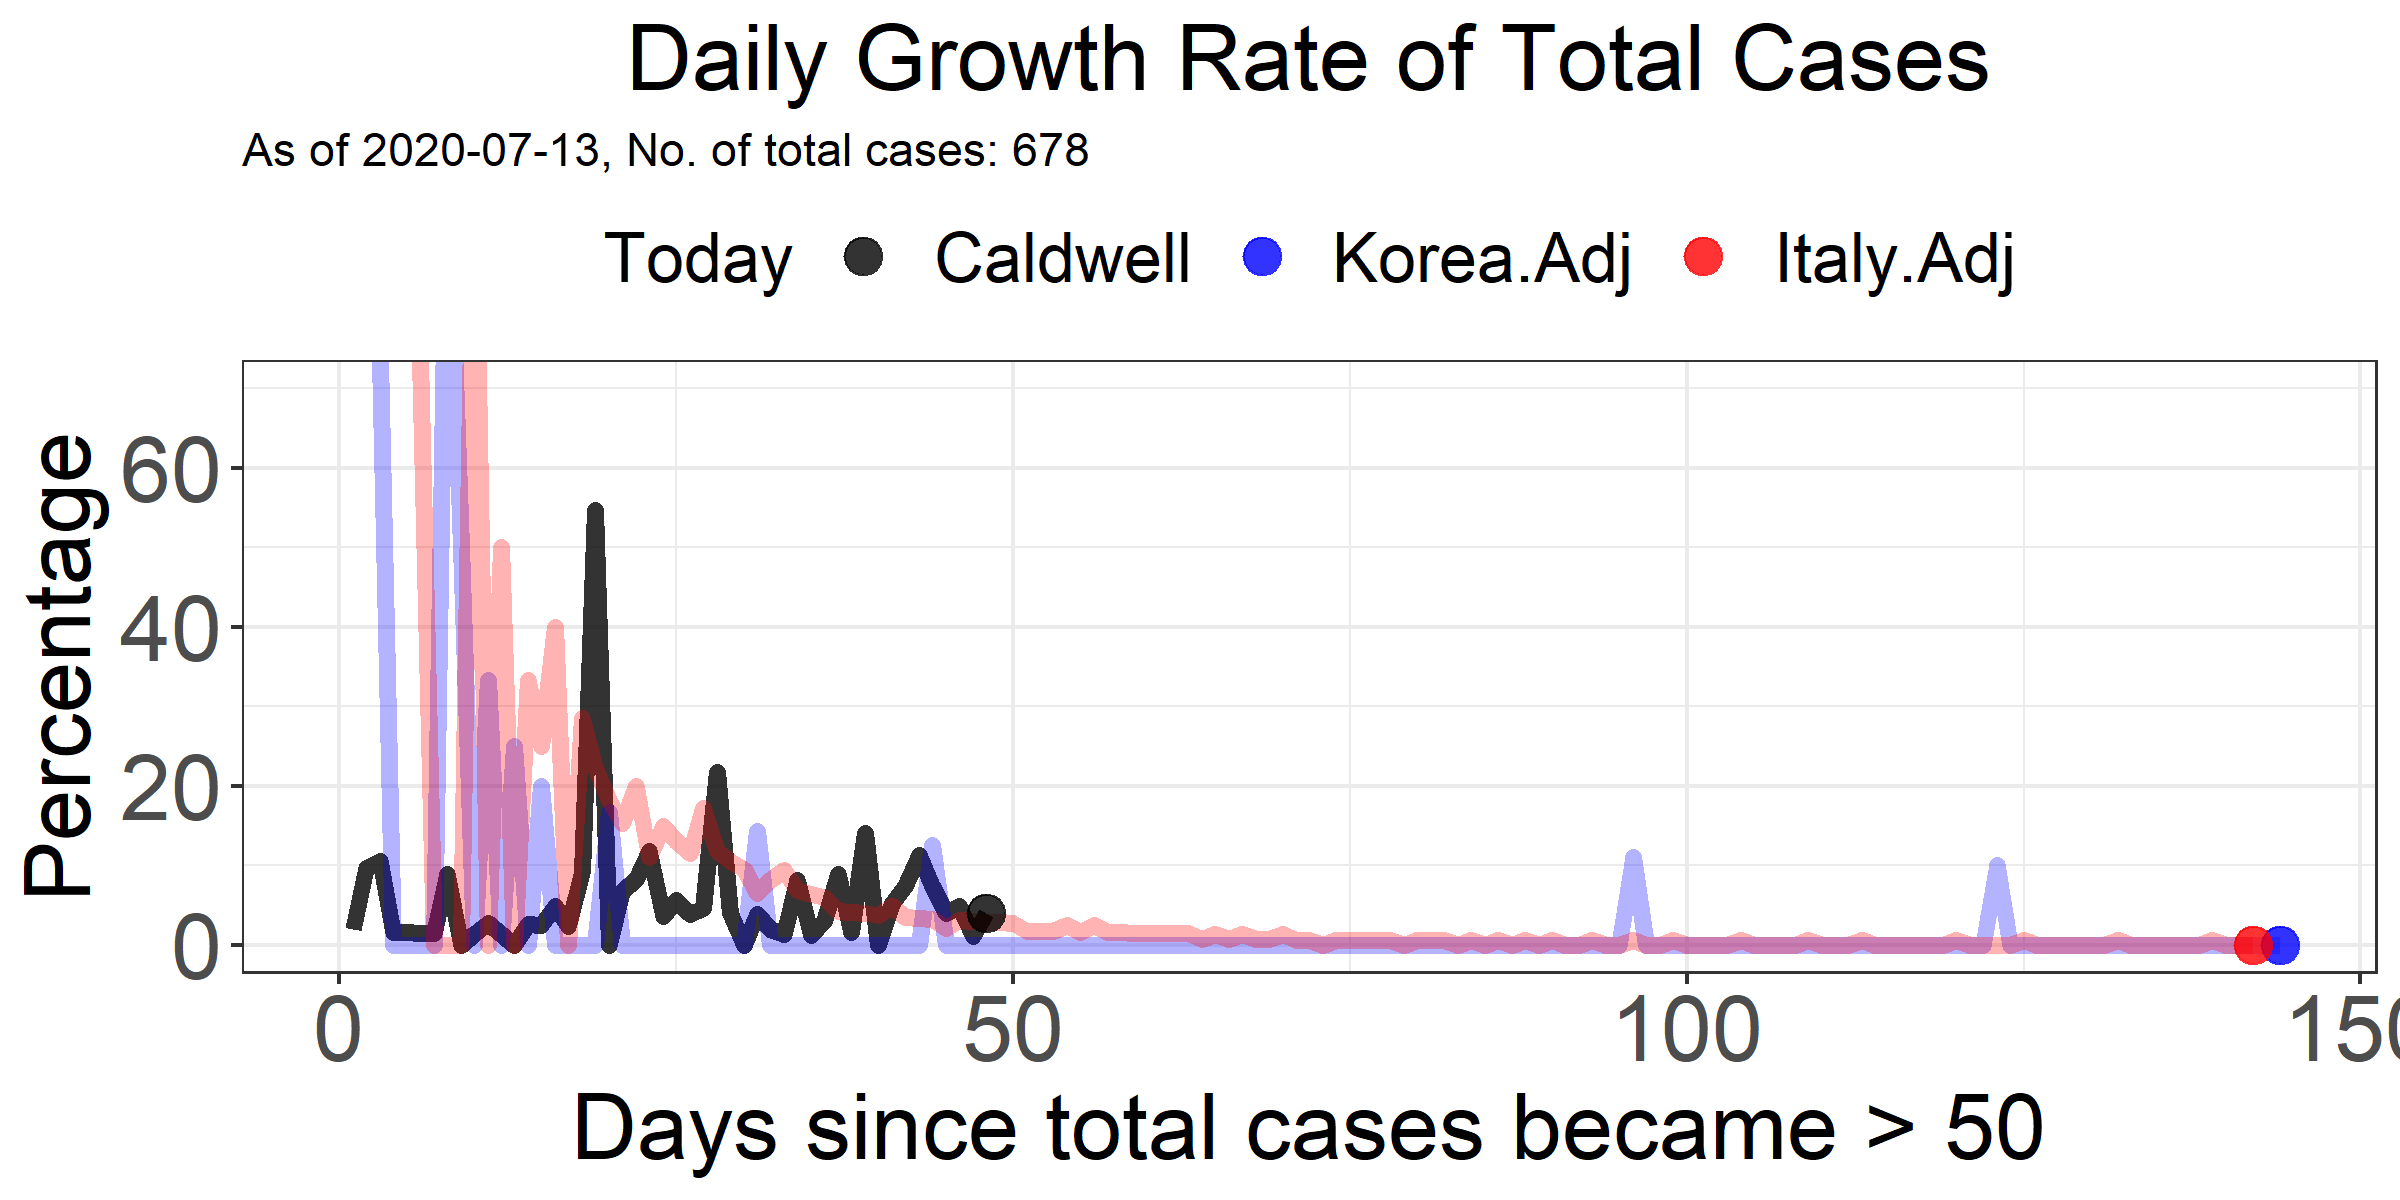 Daily Growth Rate of Total Cases
As of 2020-07-13, No. of total cases: 678
Today Caldwell Korea.Adj Italy.Adj
Percentage
60
40
20
0
0 50 100 150
Days since total cases became > 50